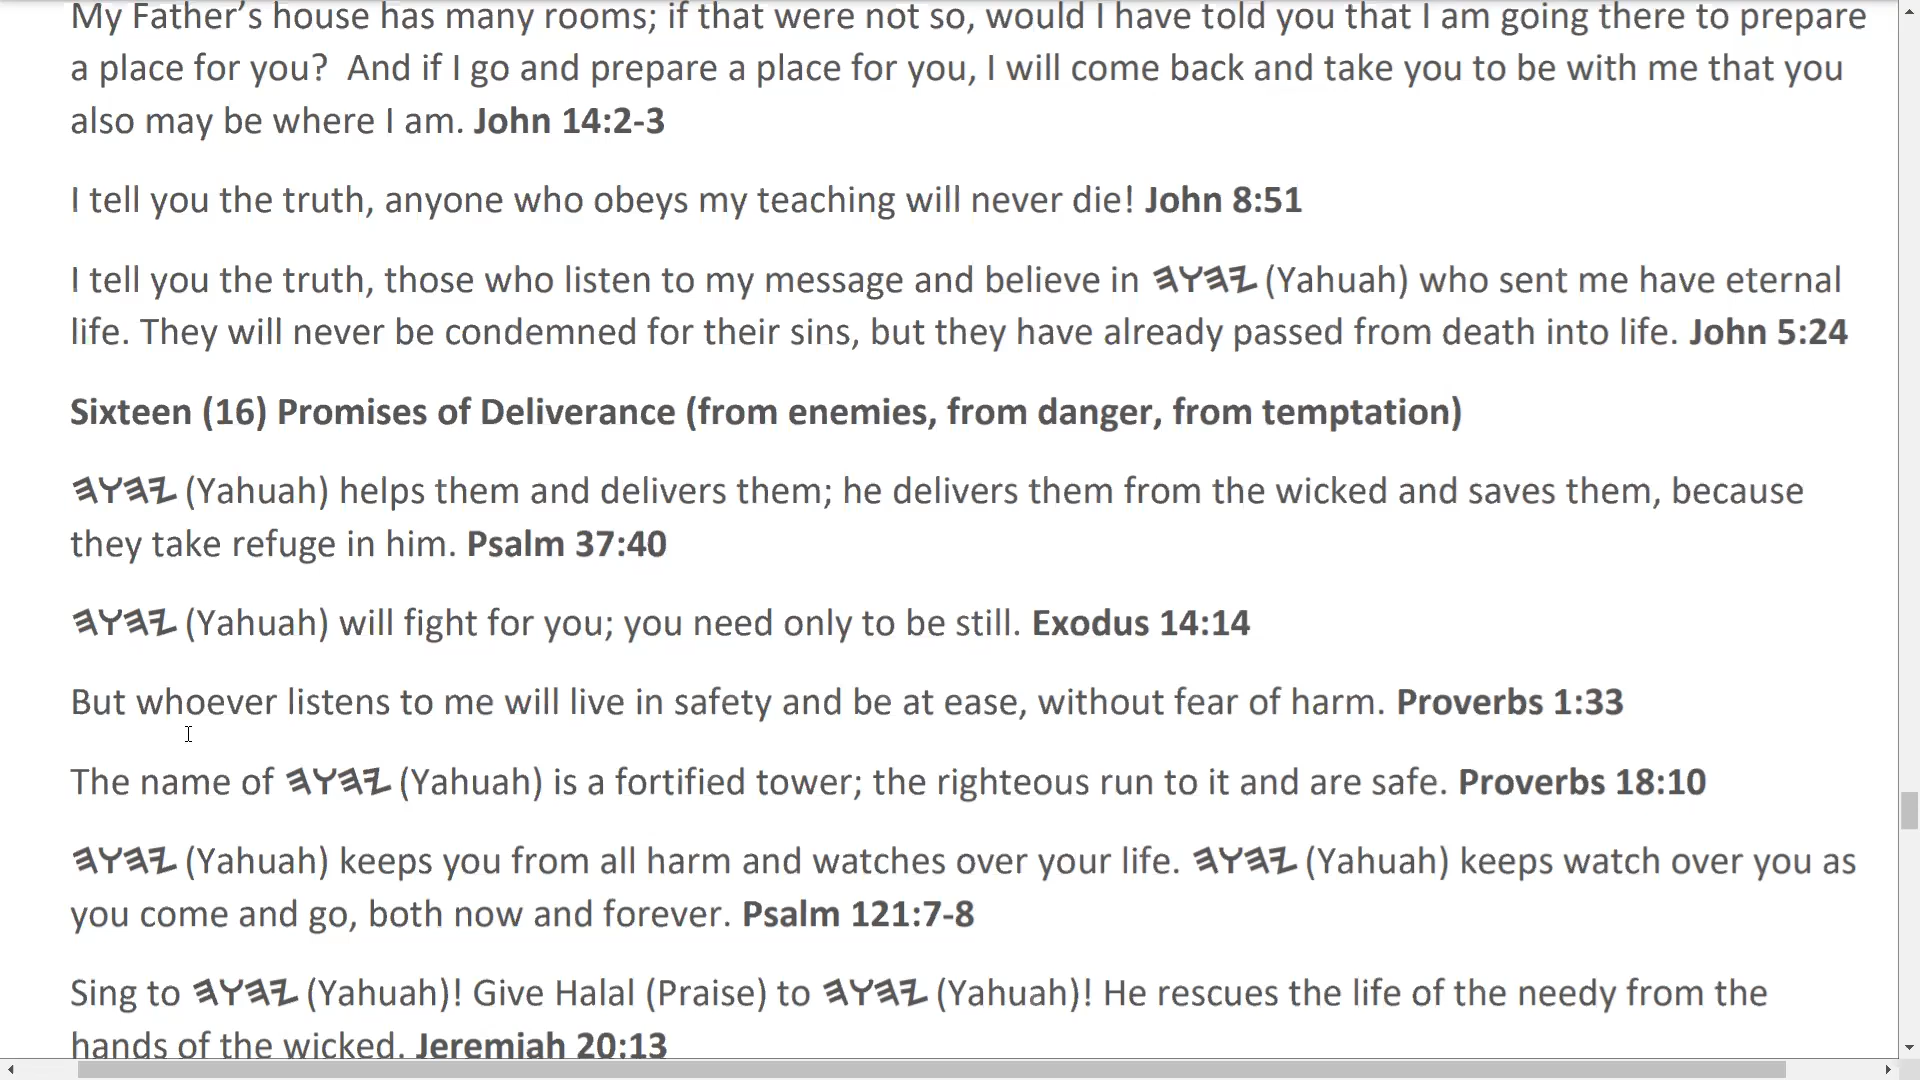 My Father’s house has many rooms; if that were not so, would I have told you that I am going there to prepare
a place for you?  And if I go and prepare a place for you, I will come back and take you to be with me that you
also may be where I am. John 14:2-3
I tell you the truth, anyone who obeys my teaching will never die! John 8:51
I tell you the truth, those who listen to my message and believe in 𐤉𐤄𐤅𐤄 (Yahuah) who sent me have eternal
life. They will never be condemned for their sins, but they have already passed from death into life. John 5:24
Sixteen (16) Promises of Deliverance (from enemies, from danger, from temptation)
𐤉𐤄𐤅𐤄 (Yahuah) helps them and delivers them; he delivers them from the wicked and saves them, because
they take refuge in him. Psalm 37:40
𐤉𐤄𐤅𐤄 (Yahuah) will fight for you; you need only to be still. Exodus 14:14
But whoever listens to me will live in safety and be at ease, without fear of harm. Proverbs 1:33
The name of 𐤉𐤄𐤅𐤄 (Yahuah) is a fortified tower; the righteous run to it and are safe. Proverbs 18:10
𐤉𐤄𐤅𐤄 (Yahuah) keeps you from all harm and watches over your life. 𐤉𐤄𐤅𐤄 (Yahuah) keeps watch over you as
you come and go, both now and forever. Psalm 121:7-8
Sing to 𐤉𐤄𐤅𐤄 (Yahuah)! Give Halal (Praise) to 𐤉𐤄𐤅𐤄 (Yahuah)! He rescues the life of the needy from the
hands of the wicked. Jeremiah 20:13